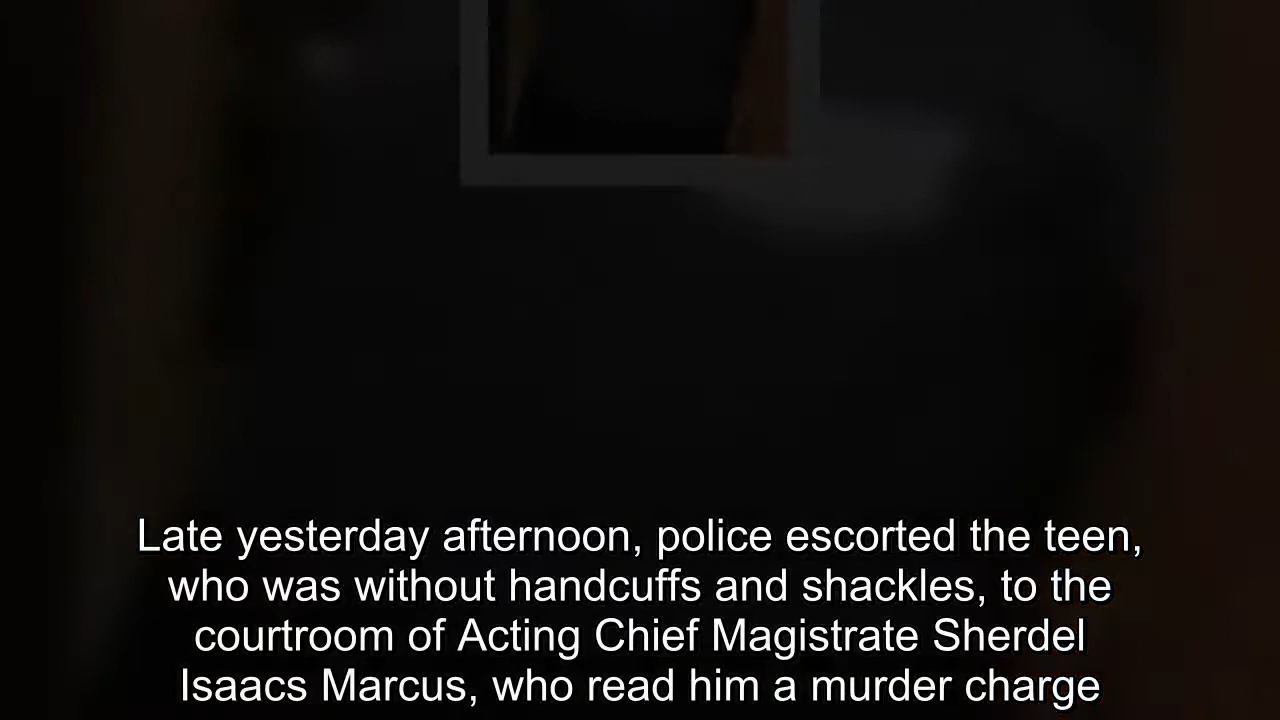 Late yesterday afternoon, police escorted the teen,
who was without handcuffs and shackles, to the
courtroom of Acting Chief Magistrate Sherdel
Isaacs Marcus, who read him a murder charge